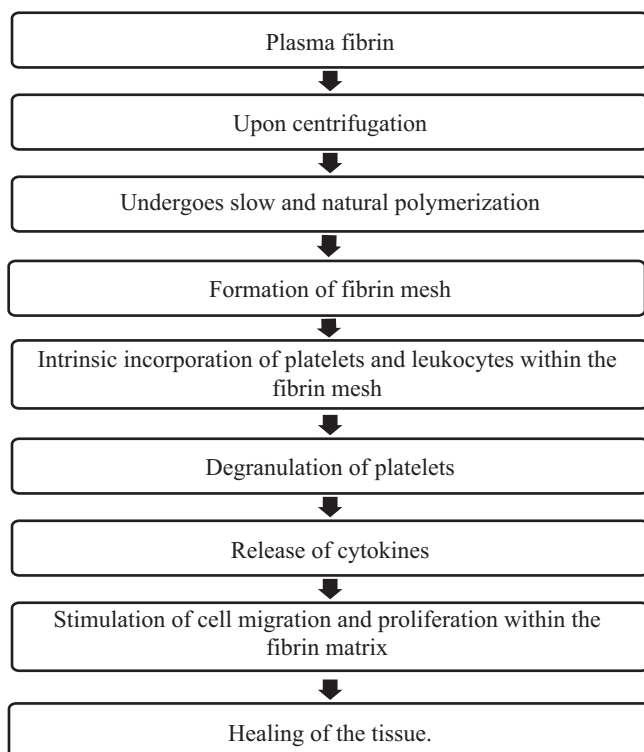 Plasma fibrin
Upon centrifugation
Undergoes slow and natural polymerization
Formation of fibrin mesh
Intrinsic incorporation of platelets and leukocytes within the
fibrin mesh
Degranulation of platelets
Release of cytokines
Stimulation of cell migration and proliferation within the
fibrin matrix
Healing of the tissue.